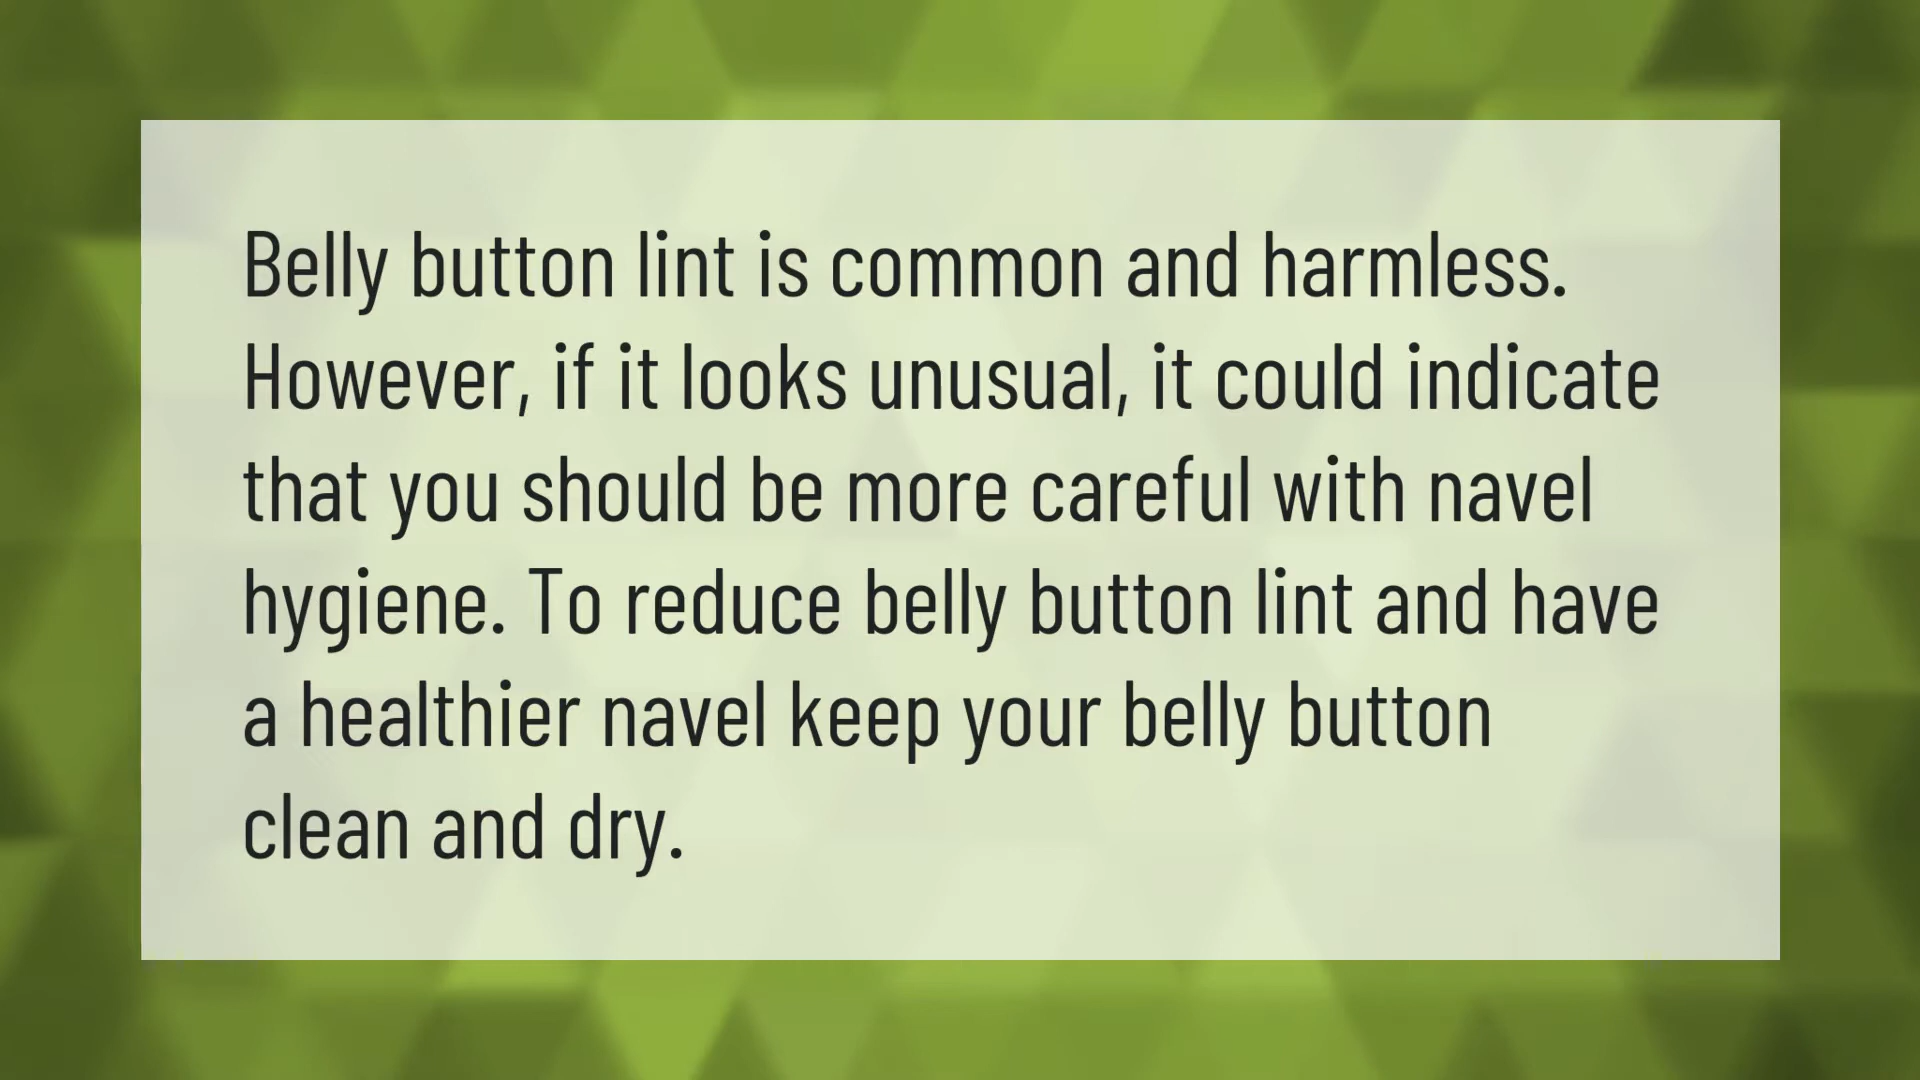 Belly button lint is common and harmless.
However, if it looks unusual, it could indicate
that you should be more careful with navel
hygiene. To reduce belly button lint and have
a healthier navel keep your belly button
clean and dry.